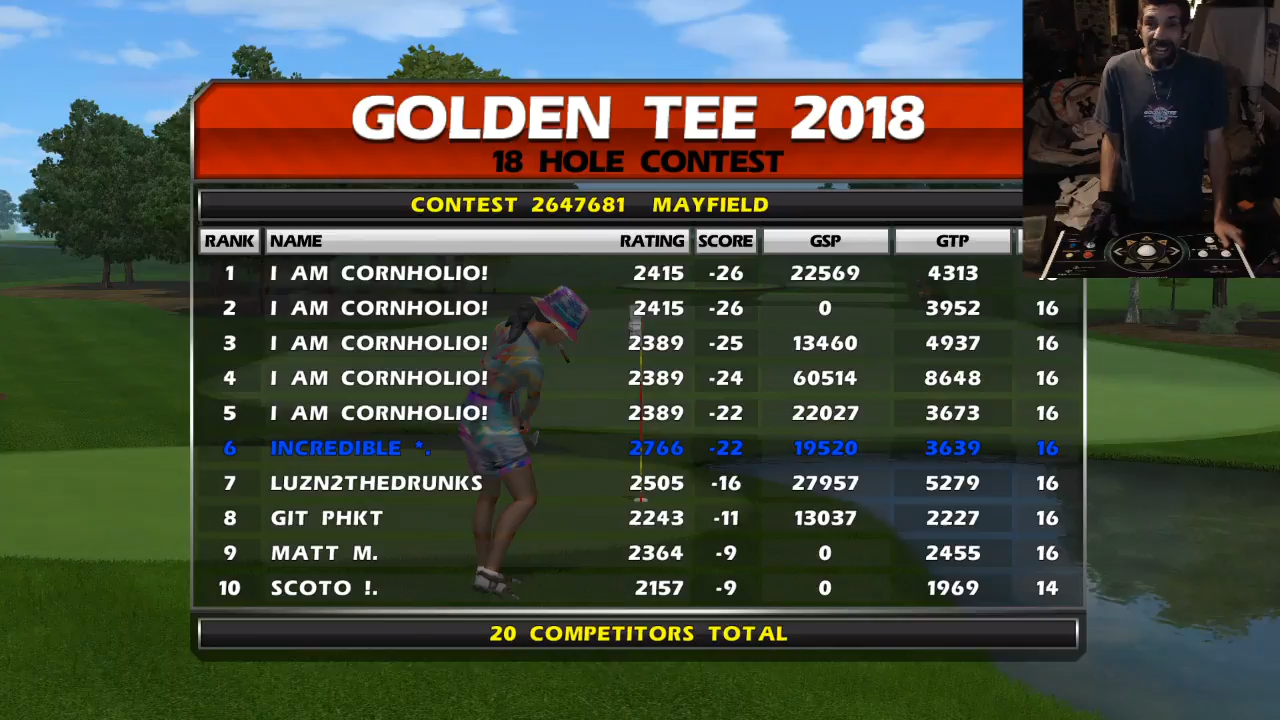 GOLDEN TEE 2018
18 HOLE CONTEST
CONTEST 2647681 MAYFIELD
RANK NAME RATING SCORE GSP GTP
1 I AM CORNHOLIO! 2415 -26 22569 4313
2 I AM CORNHOLIO! 2415 -26 0 3952 16
3 I AM CORNHOLIO! 2389 -25 13460 4937 16
4 I AM CORNHOLIO! 2389 -24 60514 8648 16
5 I AM CORNHOLIO! 2389 -22 22027 3673 16
6 INCREDIBLE *. 2766 -22 19520 3639 16
7 LUZN2THEDRUNKS 2505 -16 27957 5279 16
8 GIT PHKT 2243 -11 13037 2227 16
9 MATT M. 2364 -9 0 2455 16
10 SCOTO !. 2157 -9 0 1969 14
20 COMPETITORS TOTAL